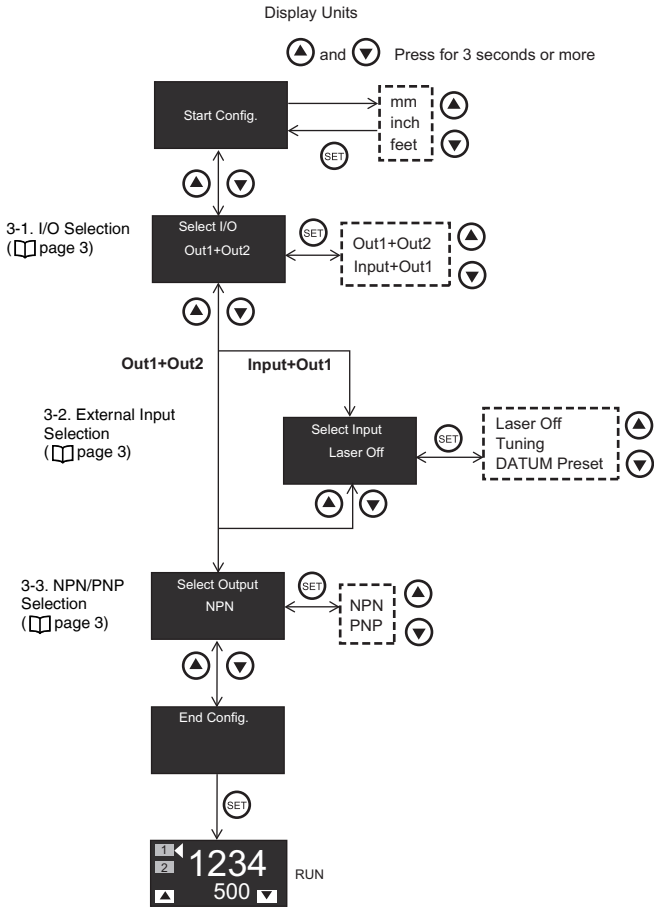 Display Units
and Press for 3 seconds or more
Start Config.
mm
inch
feet
SET
3-1. I/O Selection
( page 3)
Select I/O
Out1+Out2
SET
Out1+Out2
Input+Out1
Out1+Out2
Input+Out1
3-2. External Input
Selection
( page 3)
Select Input
Laser Off
SET
Laser Off
Tuning
DATUM Preset
3-3. NPN/PNP
Selection
( page 3)
Select Output
NPN
SET
NPN
PNP
End Config.
SET
1
2
1234
500
RUN